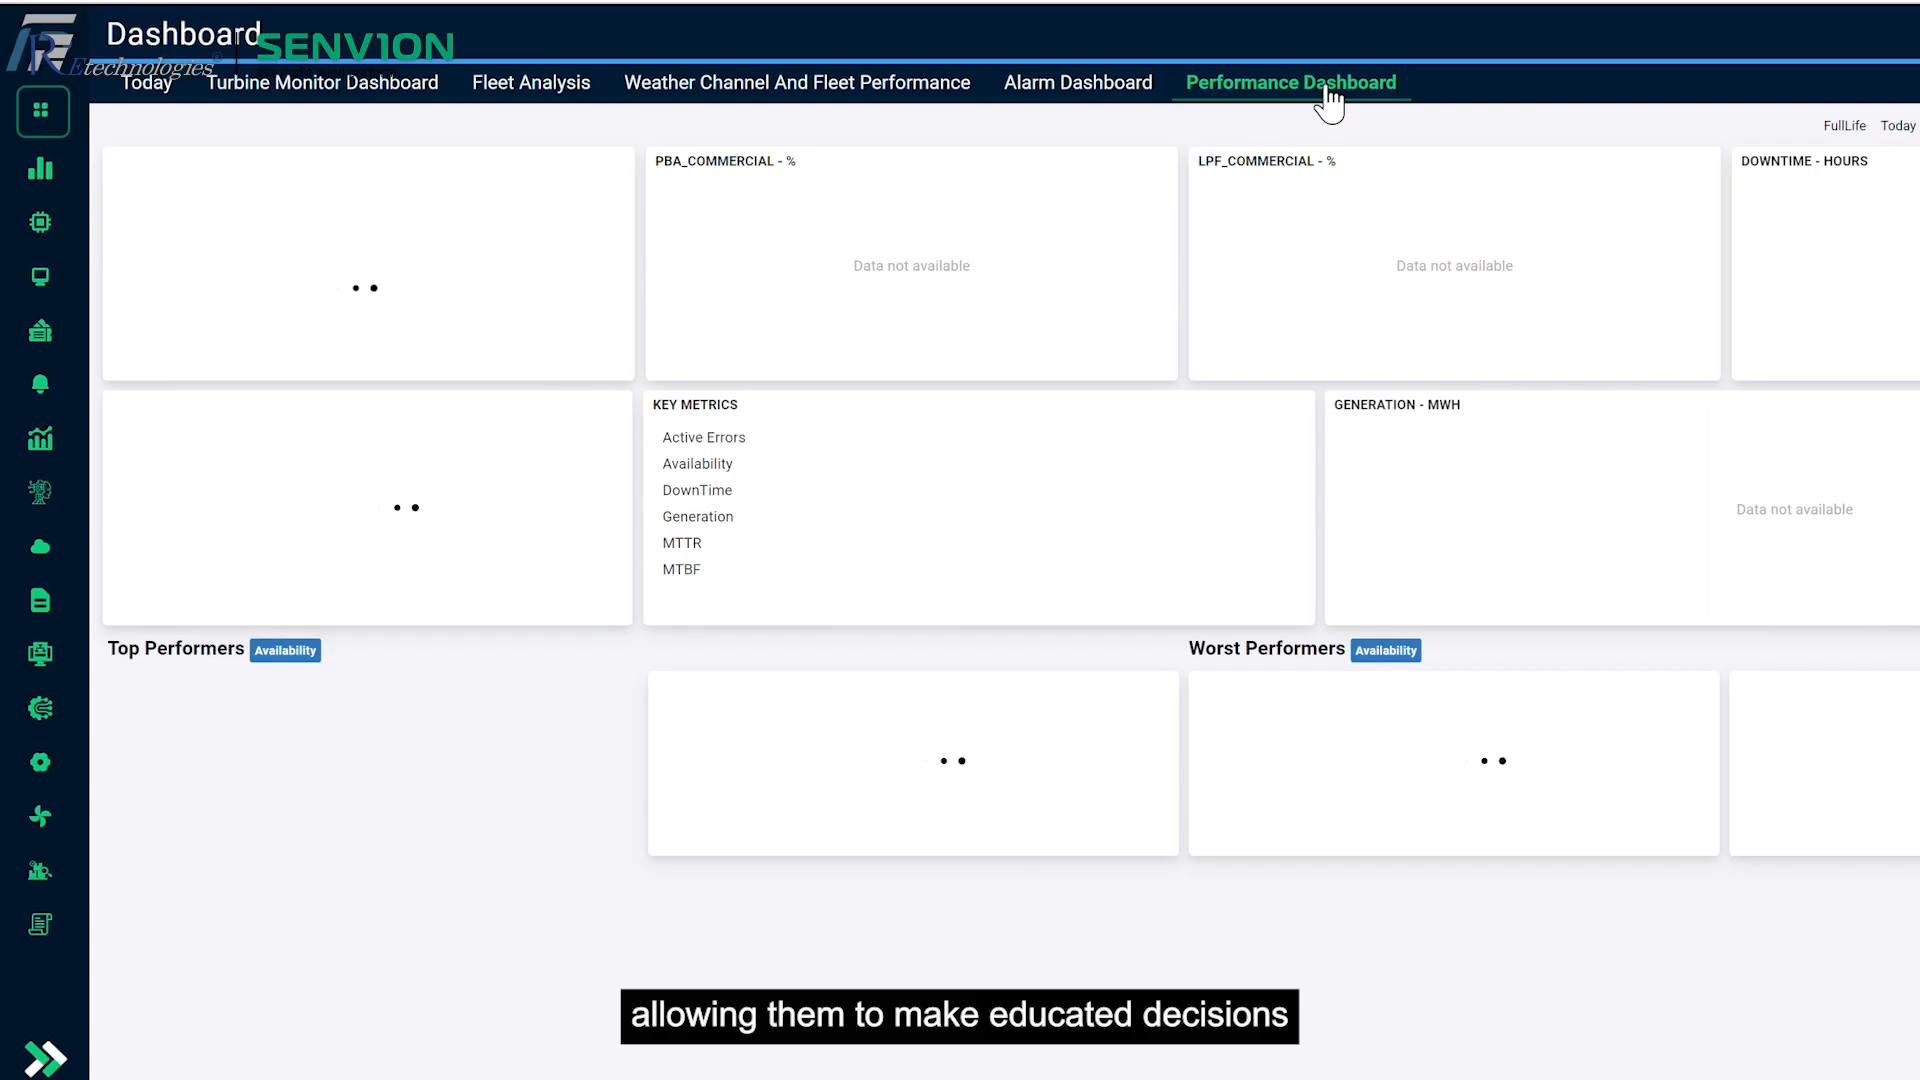 Dashboard
SENVION
Etechnologies
Today Turbine Monitor Dashboard Fleet Analysis Weather Channel And Fleet Performance Alarm Dashboard Performance Dashboard
FullLife Today
PBA_COMMERCIAL - % LPF_COMMERCIAL - % DOWNTIME - HOURS
Data not available Data not available
KEY METRICS GENERATION - MWH
Active Errors
Availability
DownTime
Generation
MTTR
MTBF
Data not available
Top Performers Availability Worst Performers Availability
allowing them to make educated decisions